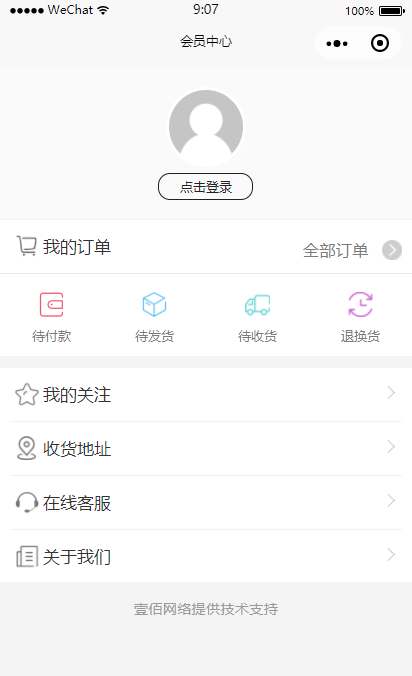 WeChat 9:07 100%
会员中心
点击登录
我的订单 全部订单
待付款 待发货 待收货 退换货
我的关注
收货地址
在线客服
关于我们
壹佰网络提供技术支持